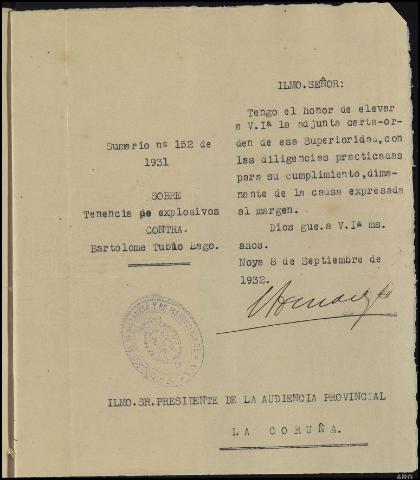 ILMO.SEÑOR:
Tengo el honor de elevar
a V.Iª la adjunta carta-or-
den de esa Superioridad,con
las diligencias practicadas
para su cumplimiento,dima-
nante de la causa expresada
al margen.
Dios gue.a V.Iª ms.
anos.
Noya 8 de Septiembre de
1932.
Sumario nº 152 de
1931
SOBRE
Tenencia de explosivos
CONTRA.
Bartolome Tubio Lago.
ILMO.SR.PRESIDENTE DE LA AUDIENCIA PROVINCIAL
LA CORUÑA.
ARG